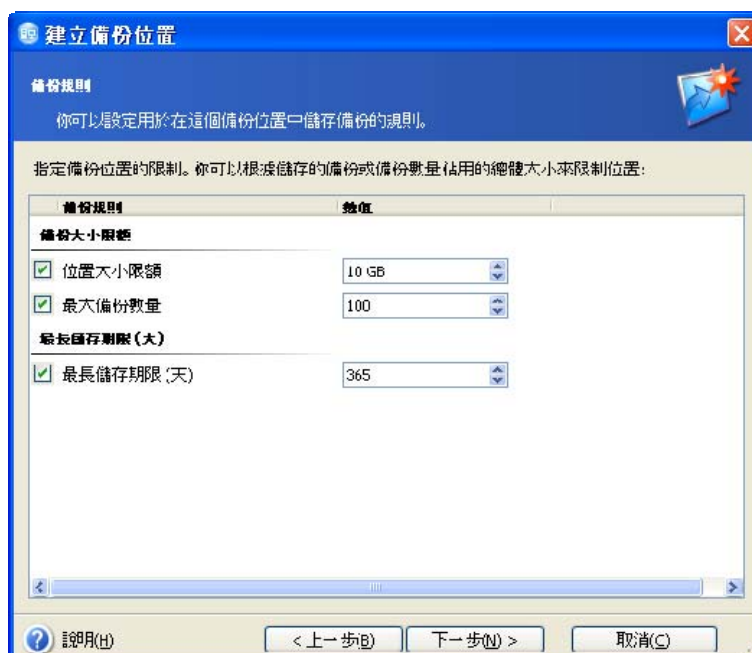 建立備份位置
備份規則
你可以設定用於在這個備份位置中儲存備份的規則。
指定備份位置的限制。你可以根據儲存的備份或備份數量佔用的總體大小來限制位置:
備份規則 數值
備份大小限額
位置大小限額 10 GB
最大備份數量 100
最長儲存期限(天)
最長儲存期限(天) 365
說明(H) < 上一步(B) 下一步(N) > 取消(C)